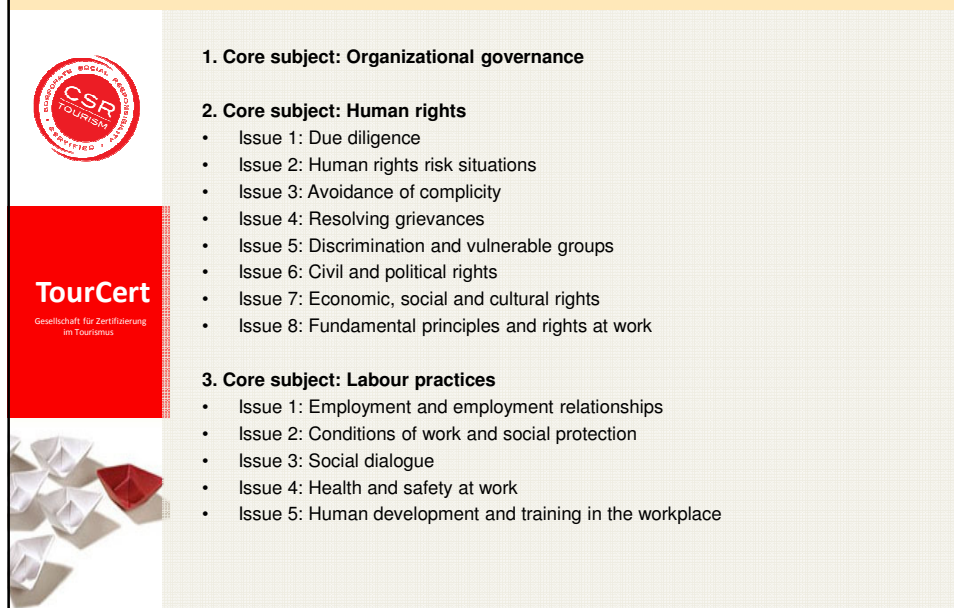 CORPORATE SOCIAL RESPONSIBILITY
CSR
TOURISM
• CERTIFIED •
TourCert
Gesellschaft für Zertifizierung
im Tourismus
1. Core subject: Organizational governance
2. Core subject: Human rights
• Issue 1: Due diligence
• Issue 2: Human rights risk situations
• Issue 3: Avoidance of complicity
• Issue 4: Resolving grievances
• Issue 5: Discrimination and vulnerable groups
• Issue 6: Civil and political rights
• Issue 7: Economic, social and cultural rights
• Issue 8: Fundamental principles and rights at work
3. Core subject: Labour practices
• Issue 1: Employment and employment relationships
• Issue 2: Conditions of work and social protection
• Issue 3: Social dialogue
• Issue 4: Health and safety at work
• Issue 5: Human development and training in the workplace